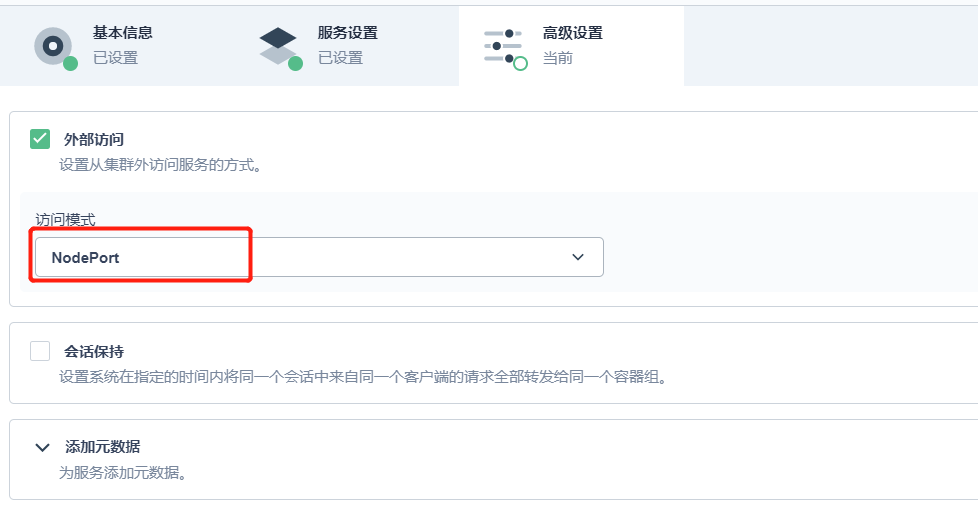 基本信息
已设置
服务设置
已设置
高级设置
当前
外部访问
设置从集群外访问服务的方式。
访问模式
NodePort
会话保持
设置系统在指定的时间内将同一个会话中来自同一个客户端的请求全部转发给同一个容器组。
添加元数据
为服务添加元数据。